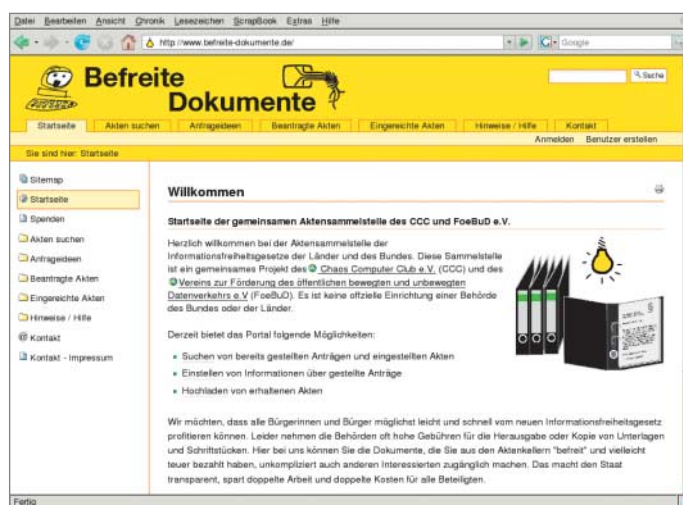 Datei Bearbeiten Ansicht Chronik Lesezeichen ScrapBook Extras Hilfe
http://www.befreite-dokumente.de/
Google
Befreite
Dokumente
Suche
Startseite Akten suchen Anfrageideen Beantragte Akten Eingereichte Akten Hinweise / Hilfe Kontakt
Anmelden Benutzer erstellen
Sie sind hier: Startseite
Sitemap
Startseite
Spenden
Akten suchen
Anfrageideen
Beantragte Akten
Eingereichte Akten
Hinweise / Hilfe
Kontakt
Kontakt - Impressum
Willkommen
Startseite der gemeinsamen Aktensammelstelle des CCC und FoeBuD e.V.
Herzlich willkommen bei der Aktensammelstelle der
Informationsfreiheitsgesetze der Länder und des Bundes. Diese Sammelstelle
ist ein gemeinsames Projekt des Chaos Computer Club e.V. (CCC) und des
Vereins zur Förderung des öffentlichen bewegten und unbewegten
Datenverkehrs e.V (FoeBuD). Es ist keine offzielle Einrichtung einer Behörde
des Bundes oder der Länder.
§
Derzeit bietet das Portal folgende Möglichkeiten:
Suchen von bereits gestellten Anträgen und eingestellten Akten
Einstellen von Informationen über gestellte Anträge
Hochladen von erhaltenen Akten
Wir möchten, dass alle Bürgerinnen und Bürger möglichst leicht und schnell vom neuen Informationsfreiheitsgesetz
profitieren können. Leider nehmen die Behörden oft hohe Gebühren für die Herausgabe oder Kopie von Unterlagen
und Schriftstücken. Hier bei uns können Sie die Dokumente, die Sie aus den Aktenkellern "befreit" und vielleicht
teuer bezahlt haben, unkompliziert auch anderen Interessierten zugänglich machen. Das macht den Staat
transparent, spart doppelte Arbeit und doppelte Kosten für alle Beteiligten.
Fertig